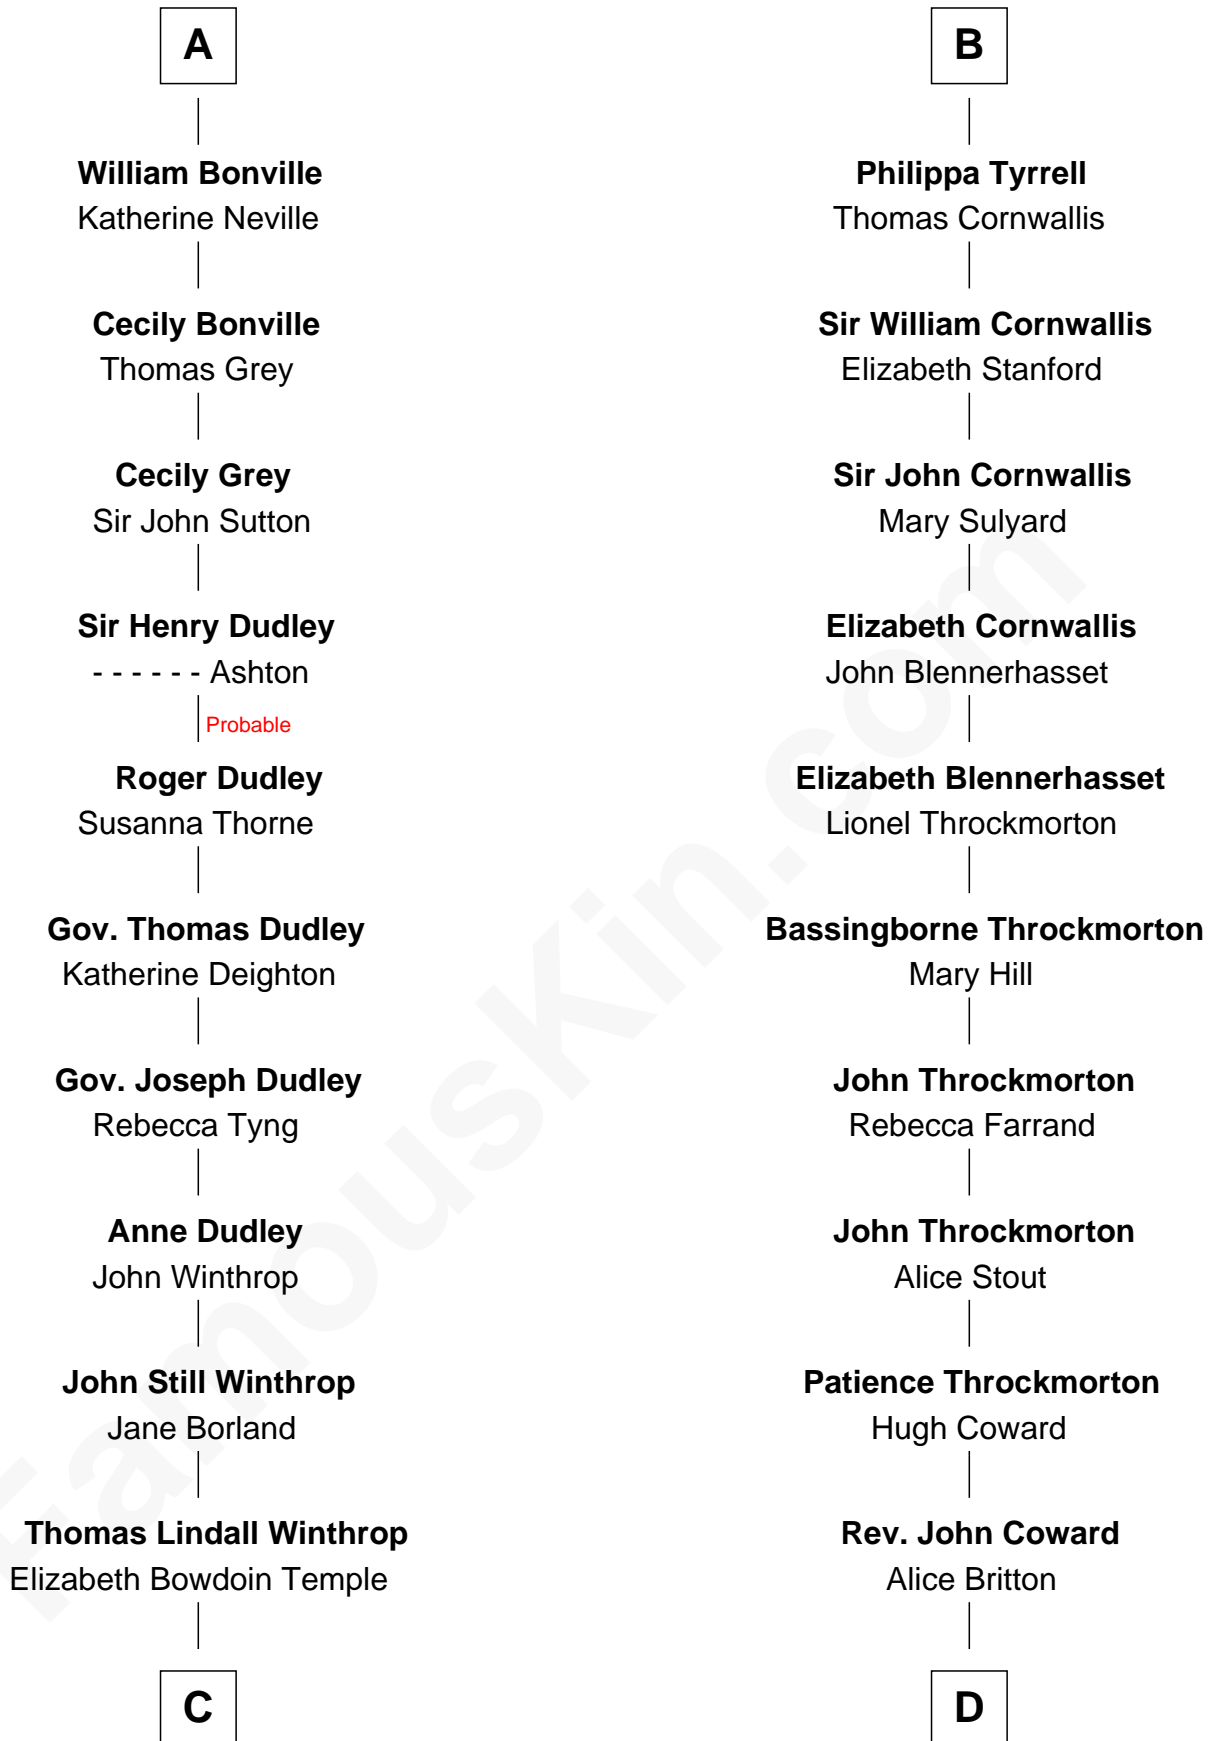 A
William Bonville
Katherine Neville
Cecily Bonville
Thomas Grey
Cecily Grey
Sir John Sutton
Sir Henry Dudley
- - - - - - Ashton
Probable
Roger Dudley
Susanna Thorne
Gov. Thomas Dudley
Katherine Deighton
Gov. Joseph Dudley
Rebecca Tyng
Anne Dudley
John Winthrop
John Still Winthrop
Jane Borland
Thomas Lindall Winthrop
Elizabeth Bowdoin Temple
C
B
Philippa Tyrrell
Thomas Cornwallis
Sir William Cornwallis
Elizabeth Stanford
Sir John Cornwallis
Mary Sulyard
Elizabeth Cornwallis
John Blennerhasset
Elizabeth Blennerhasset
Lionel Throckmorton
Bassingborne Throckmorton
Mary Hill
John Throckmorton
Rebecca Farrand
John Throckmorton
Alice Stout
Patience Throckmorton
Hugh Coward
Rev. John Coward
Alice Britton
D
FamousKin.com